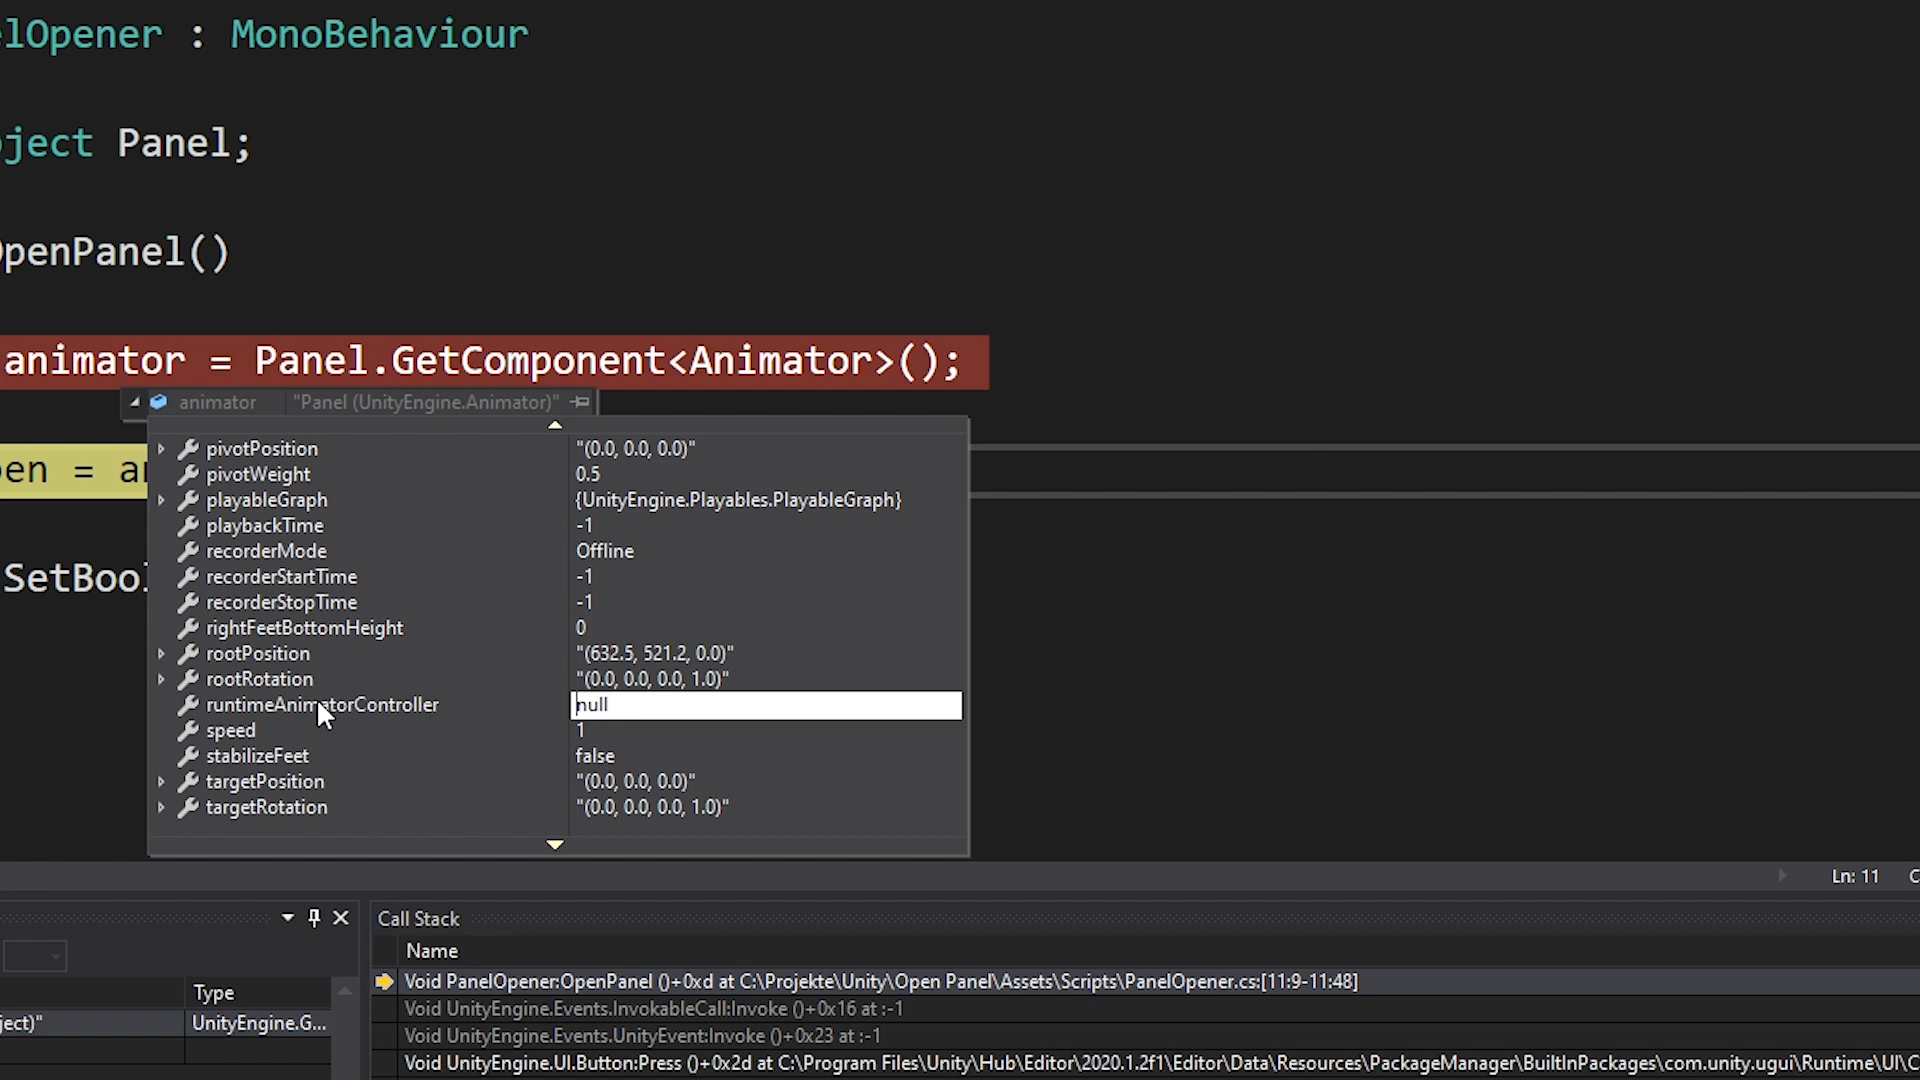 elOpener : MonoBehaviour
ject Panel;
OpenPanel()
animator = Panel.GetComponent<Animator>();
animator "Panel (UnityEngine.Animator)"
en = an
pivotPosition "(0.0, 0.0, 0.0)"
pivotWeight 0.5
playableGraph {UnityEngine.Playables.PlayableGraph}
playbackTime -1
recorderMode Offline
recorderStartTime -1
SetBool
recorderStopTime -1
rightFeetBottomHeight 0
rootPosition "(632.5, 521.2, 0.0)"
rootRotation "(0.0, 0.0, 0.0, 1.0)"
runtimeAnimatorController null
speed 1
stabilizeFeet false
targetPosition "(0.0, 0.0, 0.0)"
targetRotation "(0.0, 0.0, 0.0, 1.0)"
Ln: 11 C
Call Stack
Name
Void PanelOpener:OpenPanel ()+0xd at C:\Projekte\Unity\Open Panel\Assets\Scripts\PanelOpener.cs:[11:9-11:48]
Type
Void UnityEngine.Events.InvokableCall:Invoke ()+0x16 at :-1
ject)" UnityEngine.G...
Void UnityEngine.Events.UnityEvent:Invoke ()+0x23 at :-1
Void UnityEngine.UI.Button:Press ()+0x2d at C:\Program Files\Unity\Hub\Editor\2020.1.2f1\Editor\Data\Resources\PackageManager\BuiltInPackages\com.unity.ugui\Runtime\UI\C